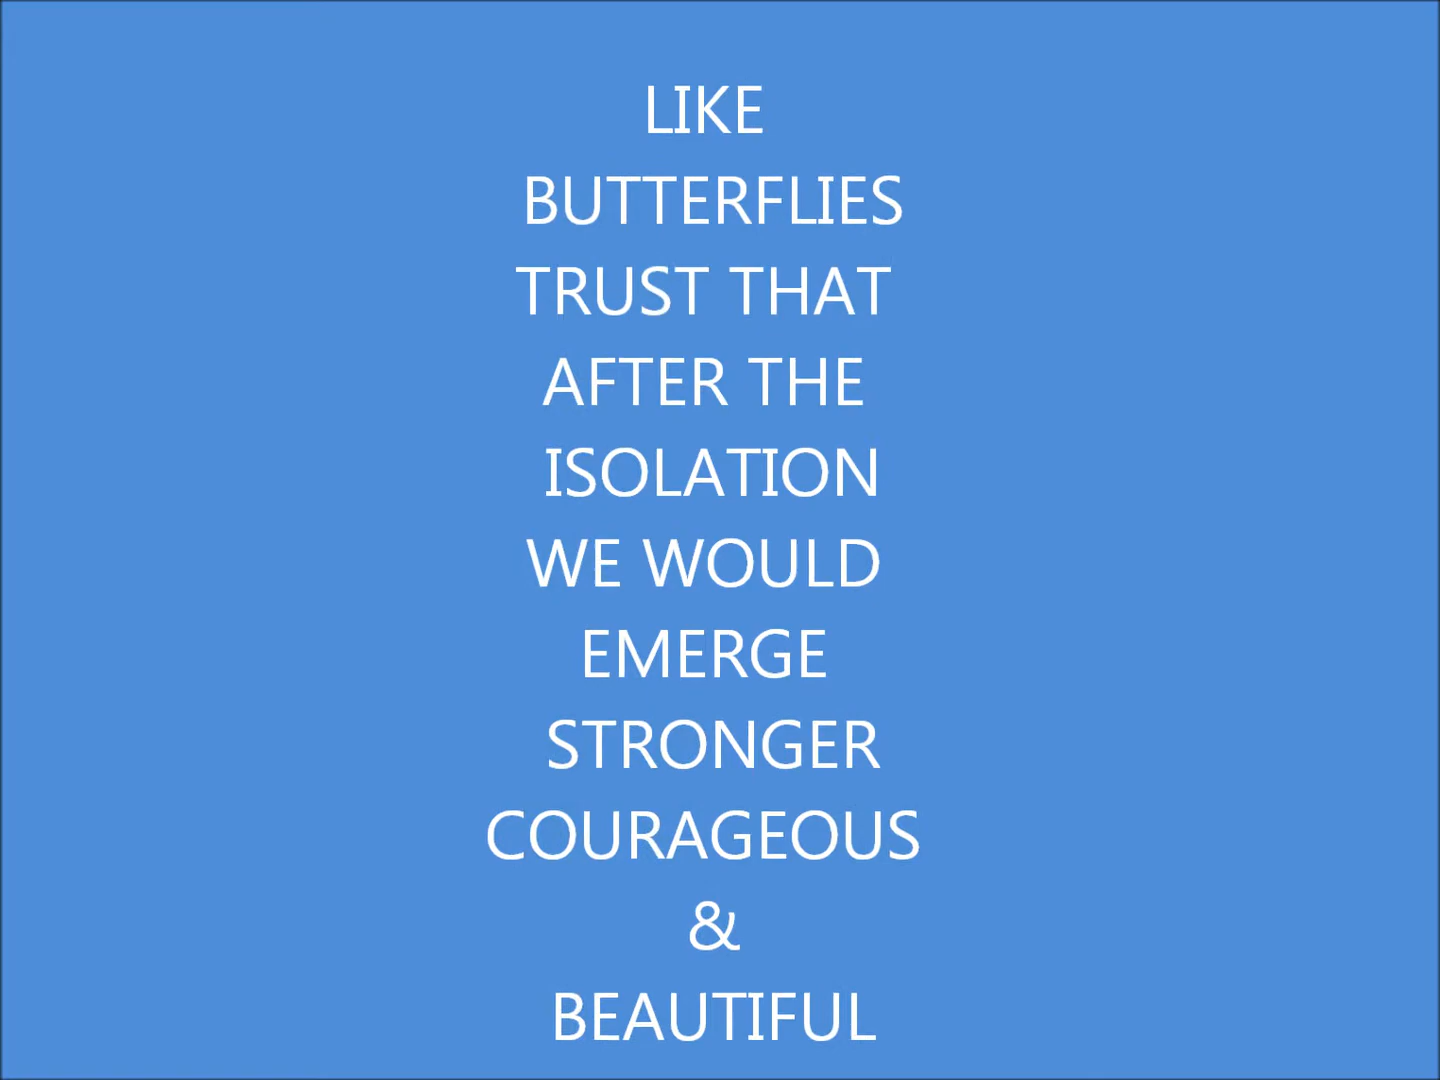 LIKE
BUTTERFLIES
TRUST THAT
AFTER THE
ISOLATION
WE WOULD
EMERGE
STRONGER
COURAGEOUS
&
BEAUTIFUL